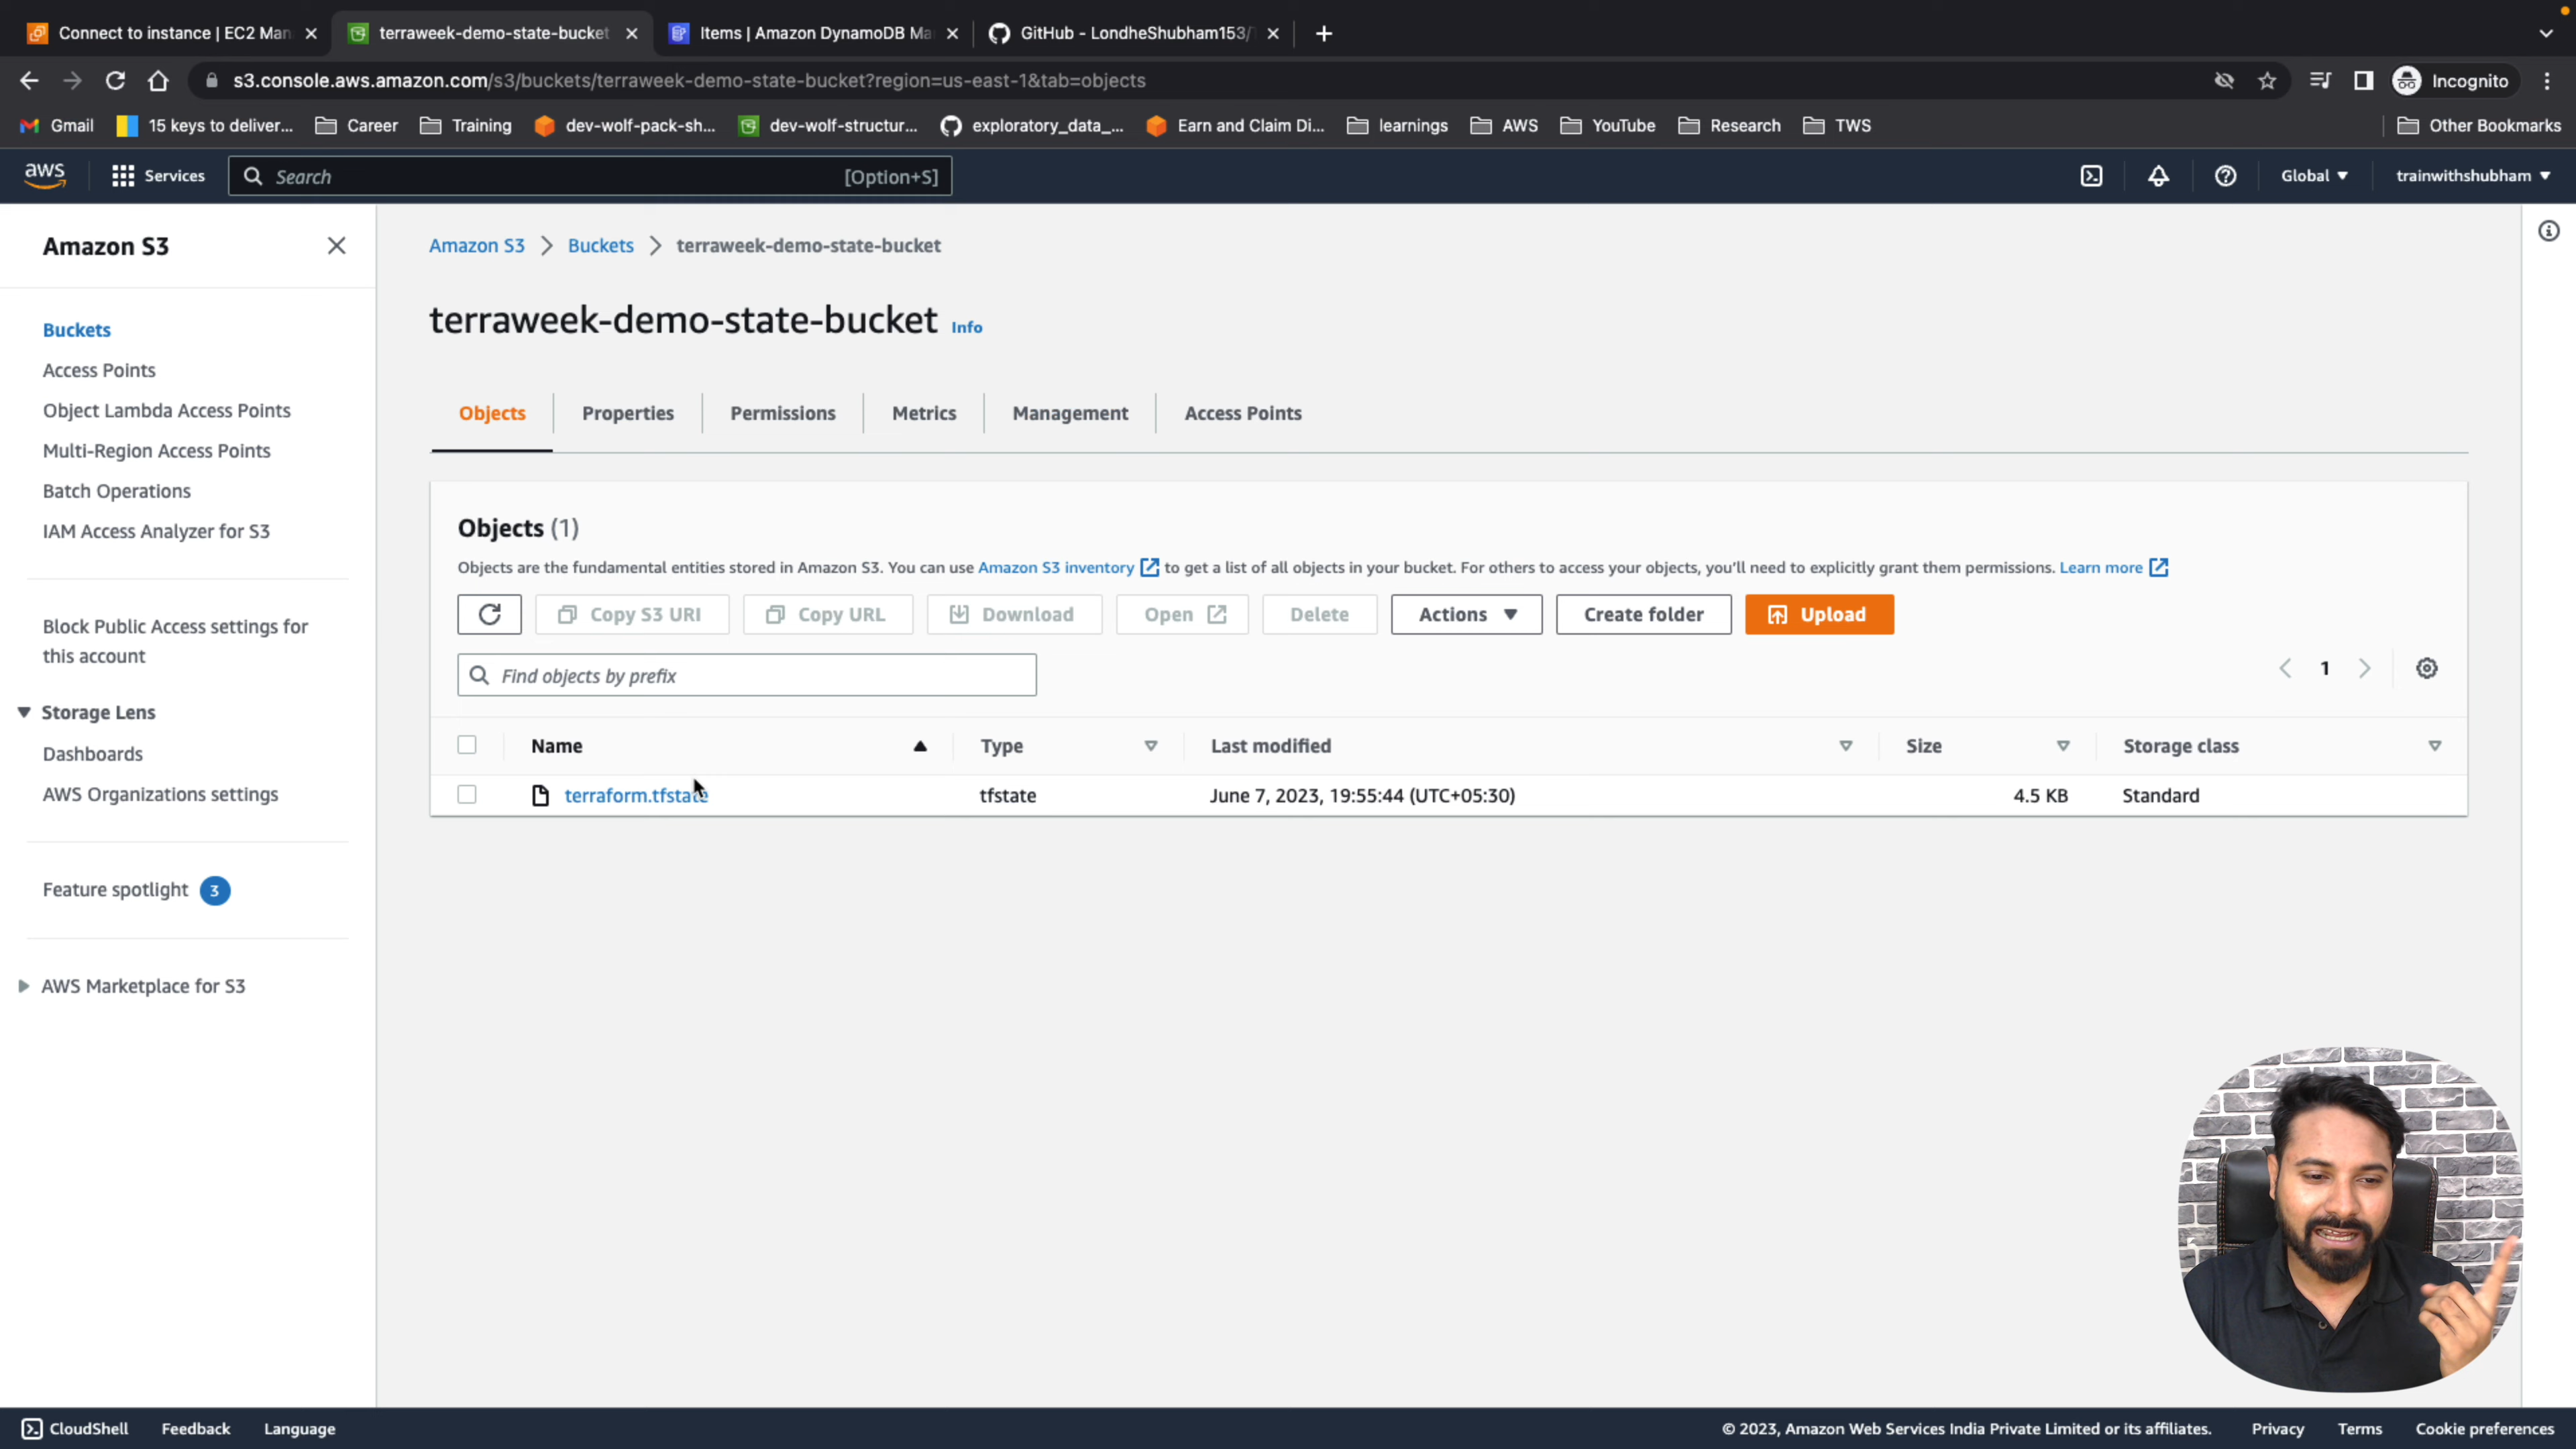 Connect to instance | EC2 Man
terraweek-demo-state-bucket
Items | Amazon DynamoDB Ma
GitHub - LondheShubham153/
s3.console.aws.amazon.com/s3/buckets/terraweek-demo-state-bucket?region=us-east-1&tab=objects
Incognito
Gmail
15 keys to deliver...
Career
Training
dev-wolf-pack-sh...
dev-wolf-structur...
exploratory_data_...
Earn and Claim Di...
learnings
AWS
YouTube
Research
TWS
Other Bookmarks
aws
Services
Search
[Option+S]
Global
trainwithshubham
Amazon S3
Buckets
Access Points
Object Lambda Access Points
Multi-Region Access Points
Batch Operations
IAM Access Analyzer for S3
Block Public Access settings for
this account
Storage Lens
Dashboards
AWS Organizations settings
Feature spotlight 3
AWS Marketplace for S3
Amazon S3 > Buckets > terraweek-demo-state-bucket
terraweek-demo-state-bucket Info
Objects
Properties
Permissions
Metrics
Management
Access Points
Objects (1)
Objects are the fundamental entities stored in Amazon S3. You can use Amazon S3 inventory to get a list of all objects in your bucket. For others to access your objects, you'll need to explicitly grant them permissions. Learn more
Copy S3 URI
Copy URL
Download
Open
Delete
Actions
Create folder
Upload
Find objects by prefix
1
Name
Type
Last modified
Size
Storage class
terraform.tfstate
tfstate
June 7, 2023, 19:55:44 (UTC+05:30)
4.5 KB
Standard
CloudShell
Feedback
Language
© 2023, Amazon Web Services India Private Limited or its affiliates.
Privacy
Terms
Cookie preferences